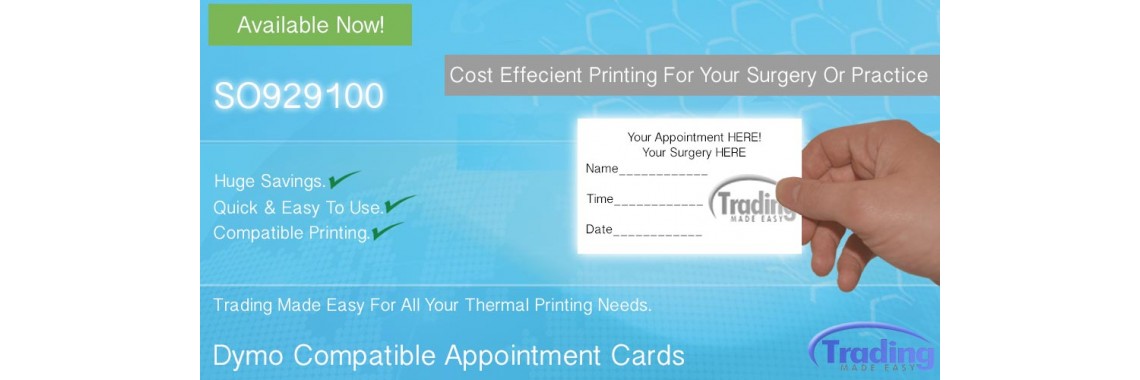 Available Now!
SO929100
Cost Effecient Printing For Your Surgery Or Practice
Your Appointment HERE!
Your Surgery HERE
Name____________
Time____________
Date____________
Trading
MADE EASY
Huge Savings.
Quick & Easy To Use.
Compatible Printing.
Trading Made Easy For All Your Thermal Printing Needs.
Dymo Compatible Appointment Cards
Trading
MADE EASY